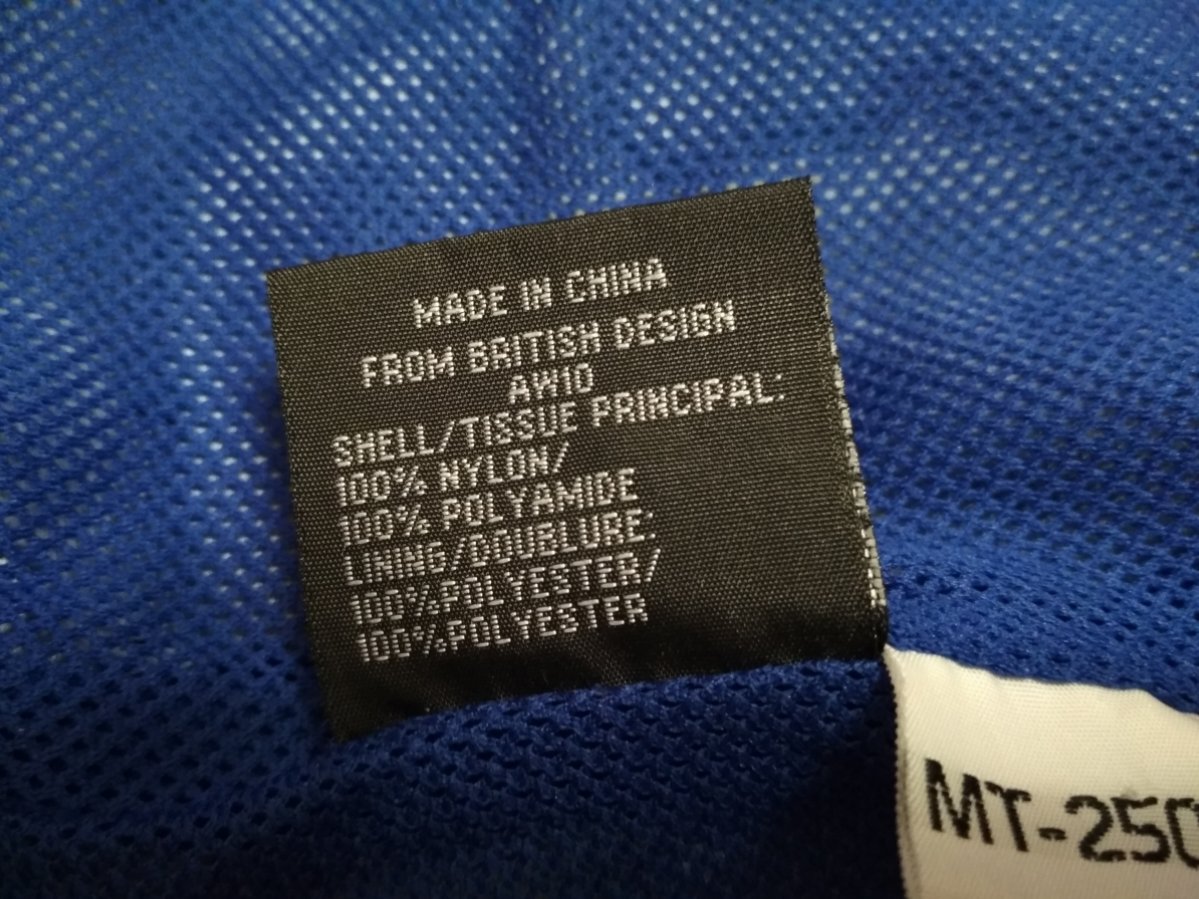 MADE IN CHINA
FROM BRITISH DESIGN
AW10
SHELL/TISSUE PRINCIPAL:
100% NYLON/
100% POLYAMIDE
LINING/DOUBLURE:
100%POLYESTER/
100%POLYESTER
MT-250